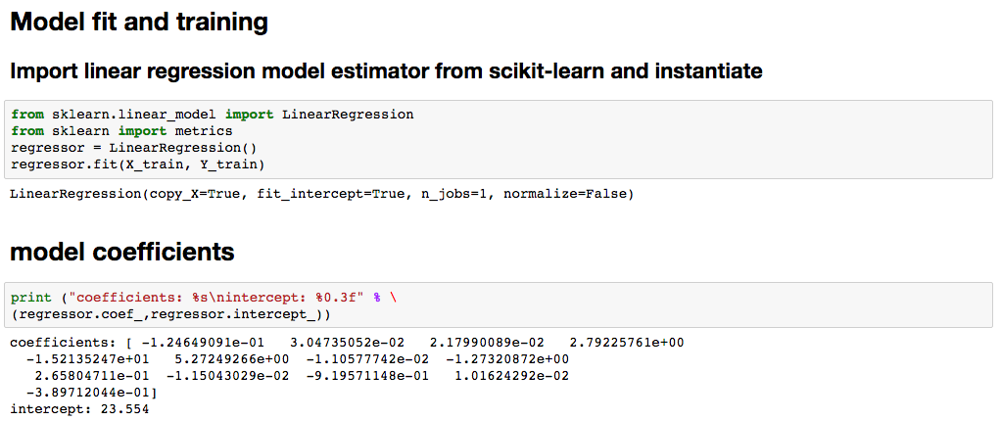 Model fit and training
Import linear regression model estimator from scikit-learn and instantiate
from sklearn.linear_model import LinearRegression
from sklearn import metrics
regressor = LinearRegression()
regressor.fit(X_train, Y_train)
LinearRegression(copy_X=True, fit_intercept=True, n_jobs=1, normalize=False)
model coefficients
print ("coefficients: %s\nintercept: %0.3f" % \
(regressor.coef_,regressor.intercept_))
coefficients: [ -1.24649091e-01   3.04735052e-02   2.17990089e-02   2.79225761e+00
  -1.52135247e+01   5.27249266e+00  -1.10577742e-02  -1.27320872e+00
   2.65804711e-01  -1.15043029e-02  -9.19571148e-01   1.01624292e-02
  -3.89712044e-01]
intercept: 23.554